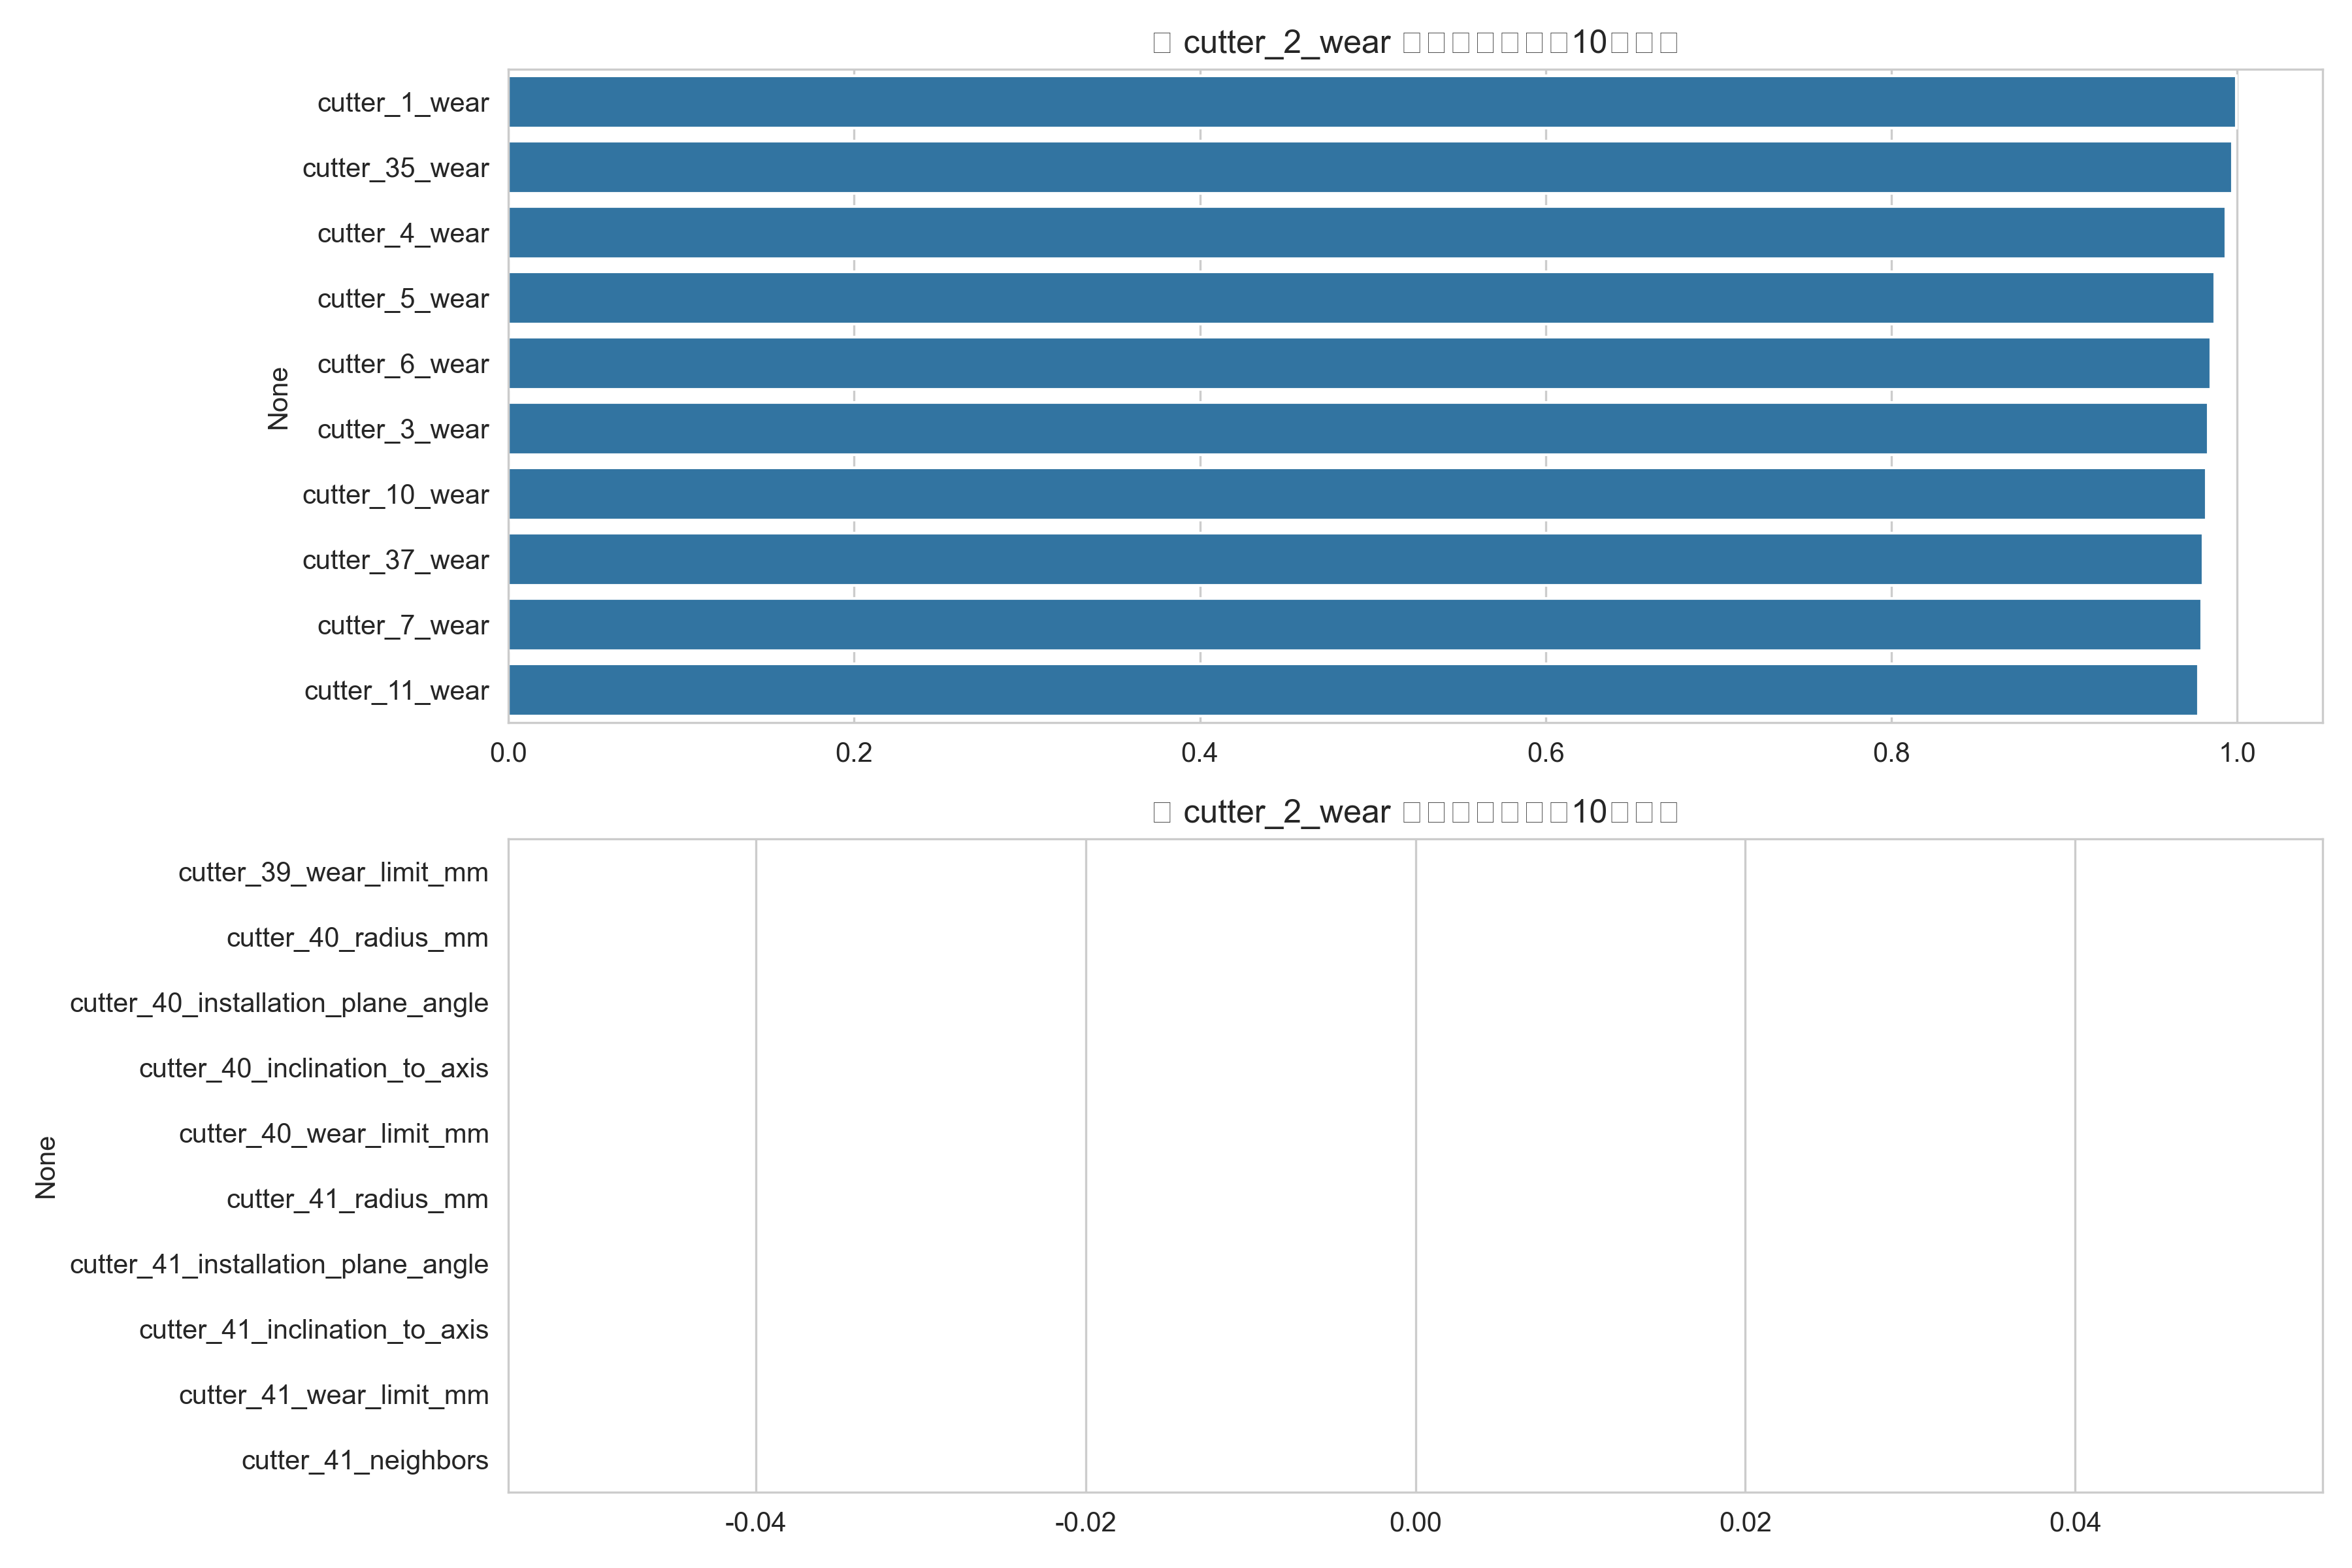 □ cutter_2_wear □□□□□□□10□□□
cutter_1_wear
cutter_35_wear
cutter_4_wear
cutter_5_wear
cutter_6_wear
cutter_3_wear
cutter_10_wear
cutter_37_wear
cutter_7_wear
cutter_11_wear
None
0.0 0.2 0.4 0.6 0.8 1.0
□ cutter_2_wear □□□□□□□10□□□
cutter_39_wear_limit_mm
cutter_40_radius_mm
cutter_40_installation_plane_angle
cutter_40_inclination_to_axis
cutter_40_wear_limit_mm
cutter_41_radius_mm
cutter_41_installation_plane_angle
cutter_41_inclination_to_axis
cutter_41_wear_limit_mm
cutter_41_neighbors
None
-0.04 -0.02 0.00 0.02 0.04